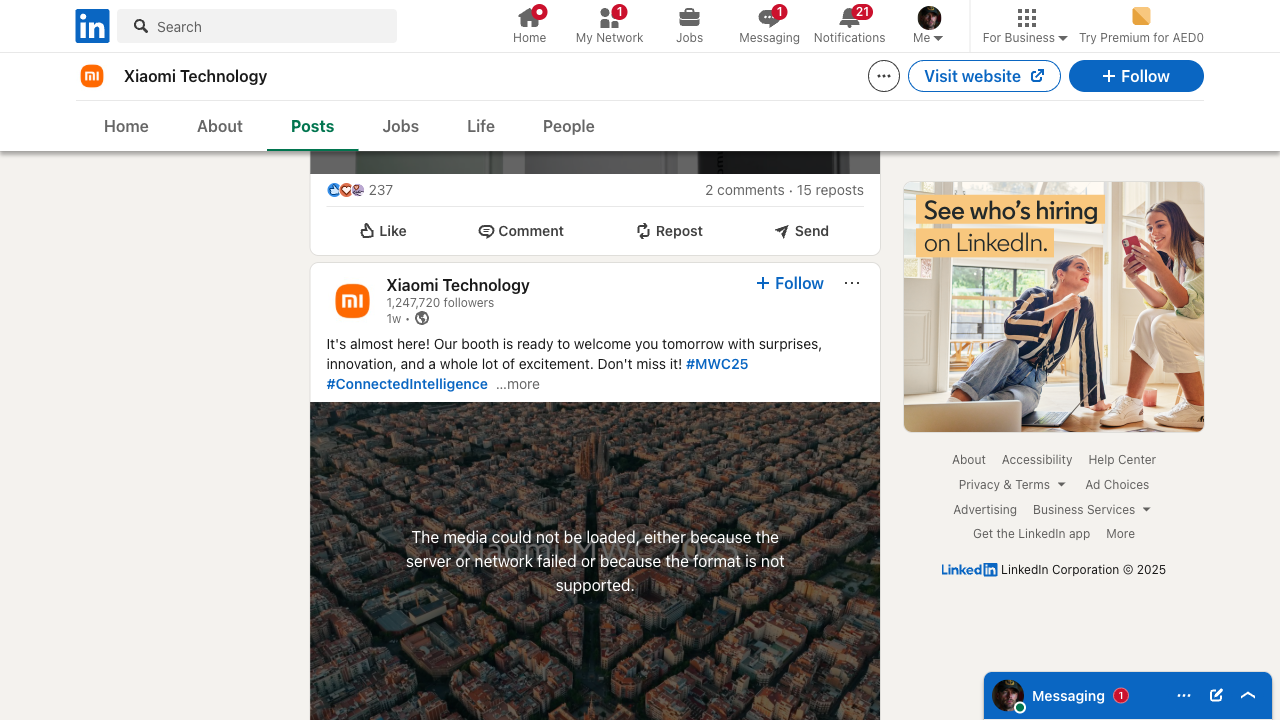 Search
Home
1
My Network
Jobs
1
Messaging
21
Notifications
Me
For Business
Try Premium for AED0
Xiaomi Technology
Visit website
Follow
Home
About
Posts
Jobs
Life
People
237
2 comments · 15 reposts
Like
Comment
Repost
Send
Xiaomi Technology
1,247,720 followers
1w •
+ Follow
It's almost here! Our booth is ready to welcome you tomorrow with surprises,
innovation, and a whole lot of excitement. Don't miss it! #MWC25
#ConnectedIntelligence ...more
The media could not be loaded, either because the
server or network failed or because the format is not
supported.
See who's hiring
on LinkedIn.
About Accessibility Help Center
Privacy & Terms Ad Choices
Advertising Business Services
Get the LinkedIn app More
LinkedIn LinkedIn Corporation © 2025
Messaging 1